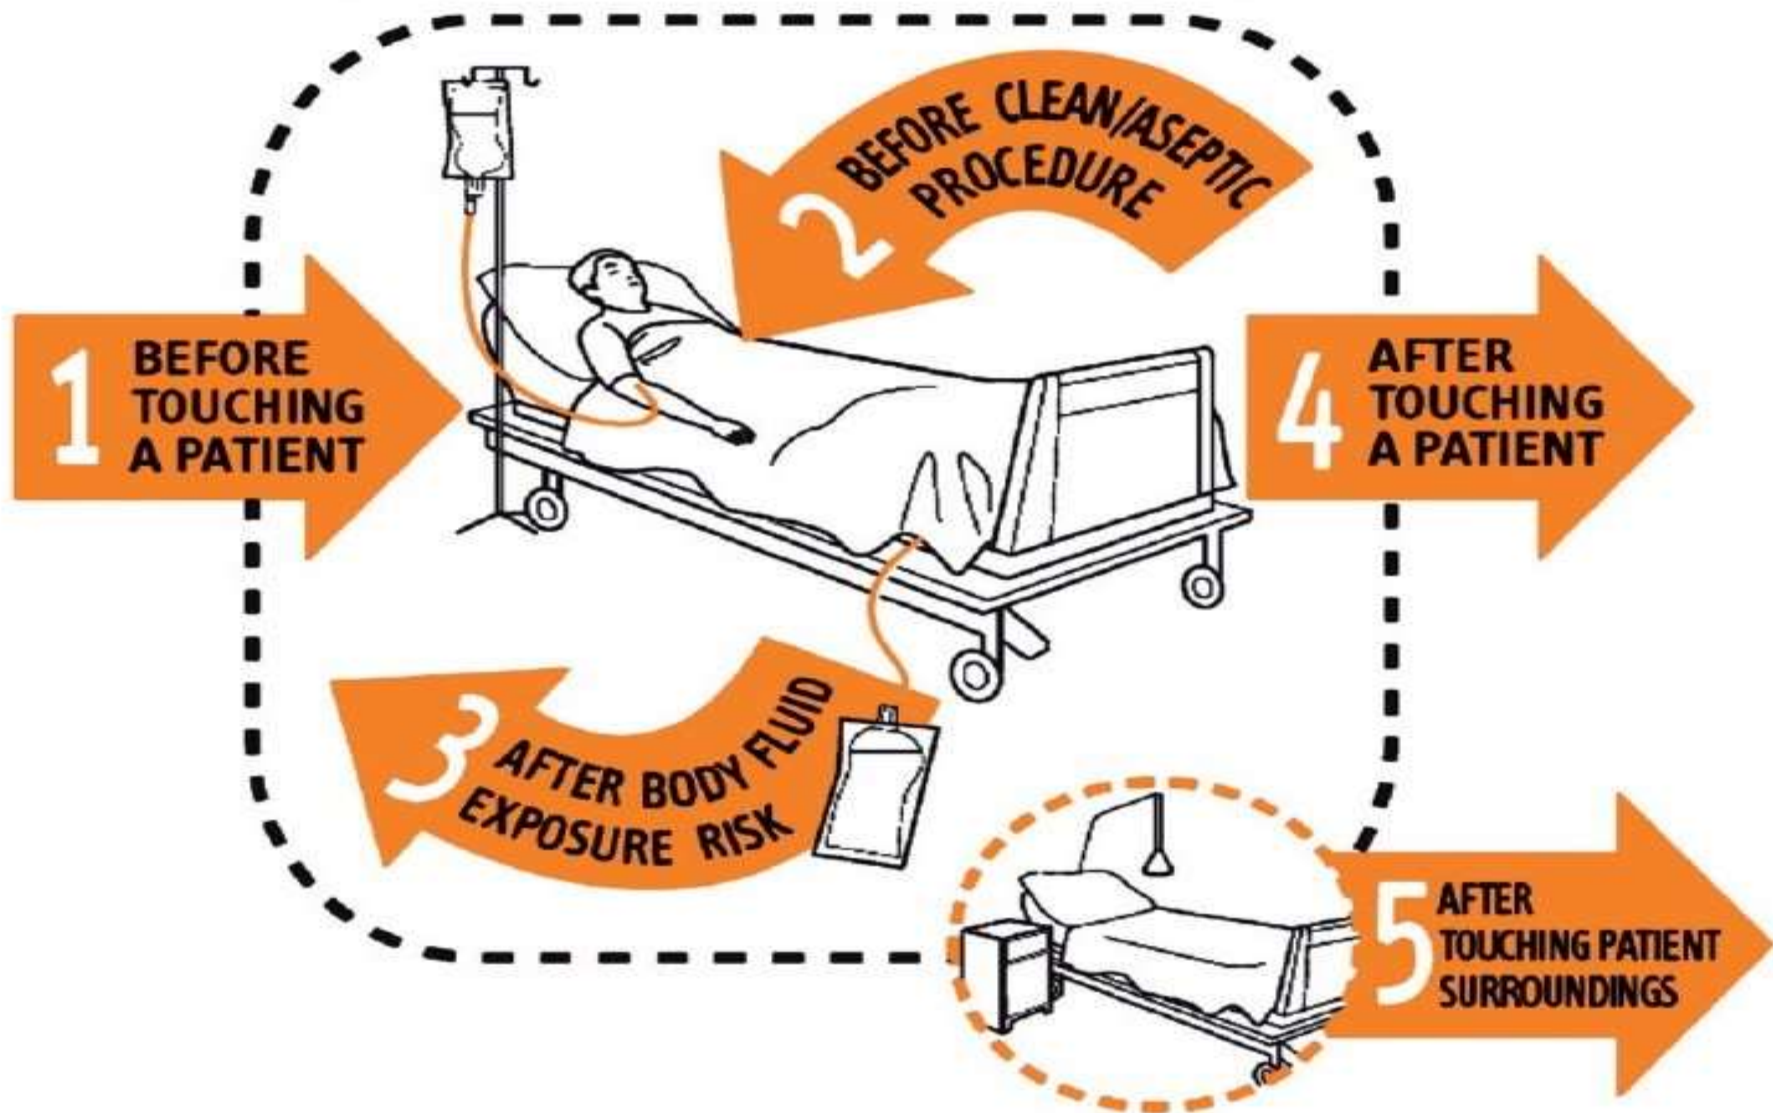 1 BEFORE
TOUCHING
A PATIENT
2 BEFORE CLEAN/ASEPTIC
PROCEDURE
3 AFTER BODY FLUID
EXPOSURE RISK
4 AFTER
TOUCHING
A PATIENT
5 AFTER
TOUCHING PATIENT
SURROUNDINGS